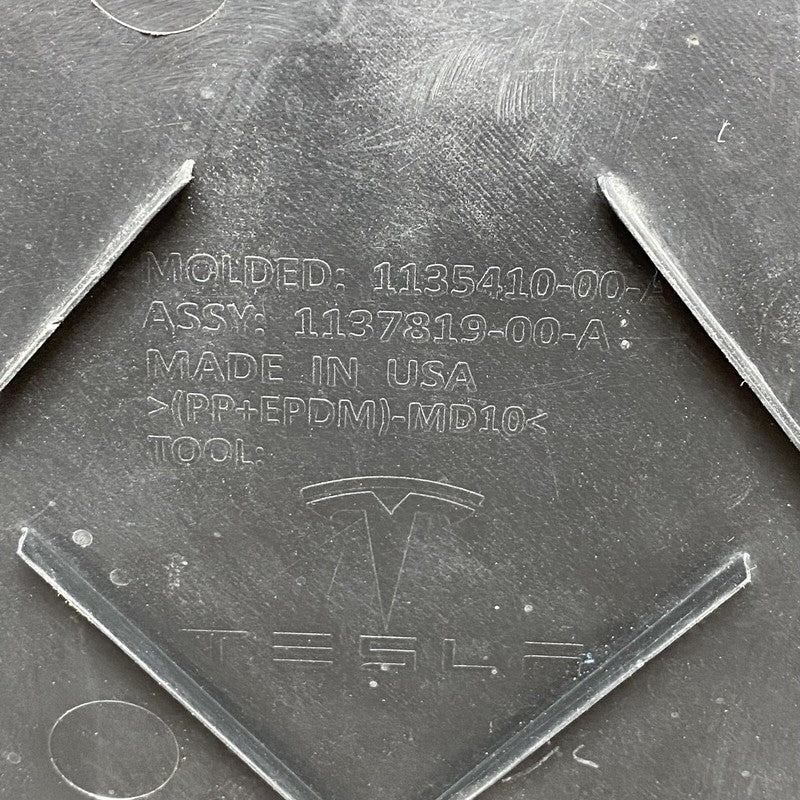 MOLDED: 1135410-00-A
ASSY: 1137819-00-A
MADE IN USA
>(PP+EPDM)-MD10<
TOOL:
TESLA